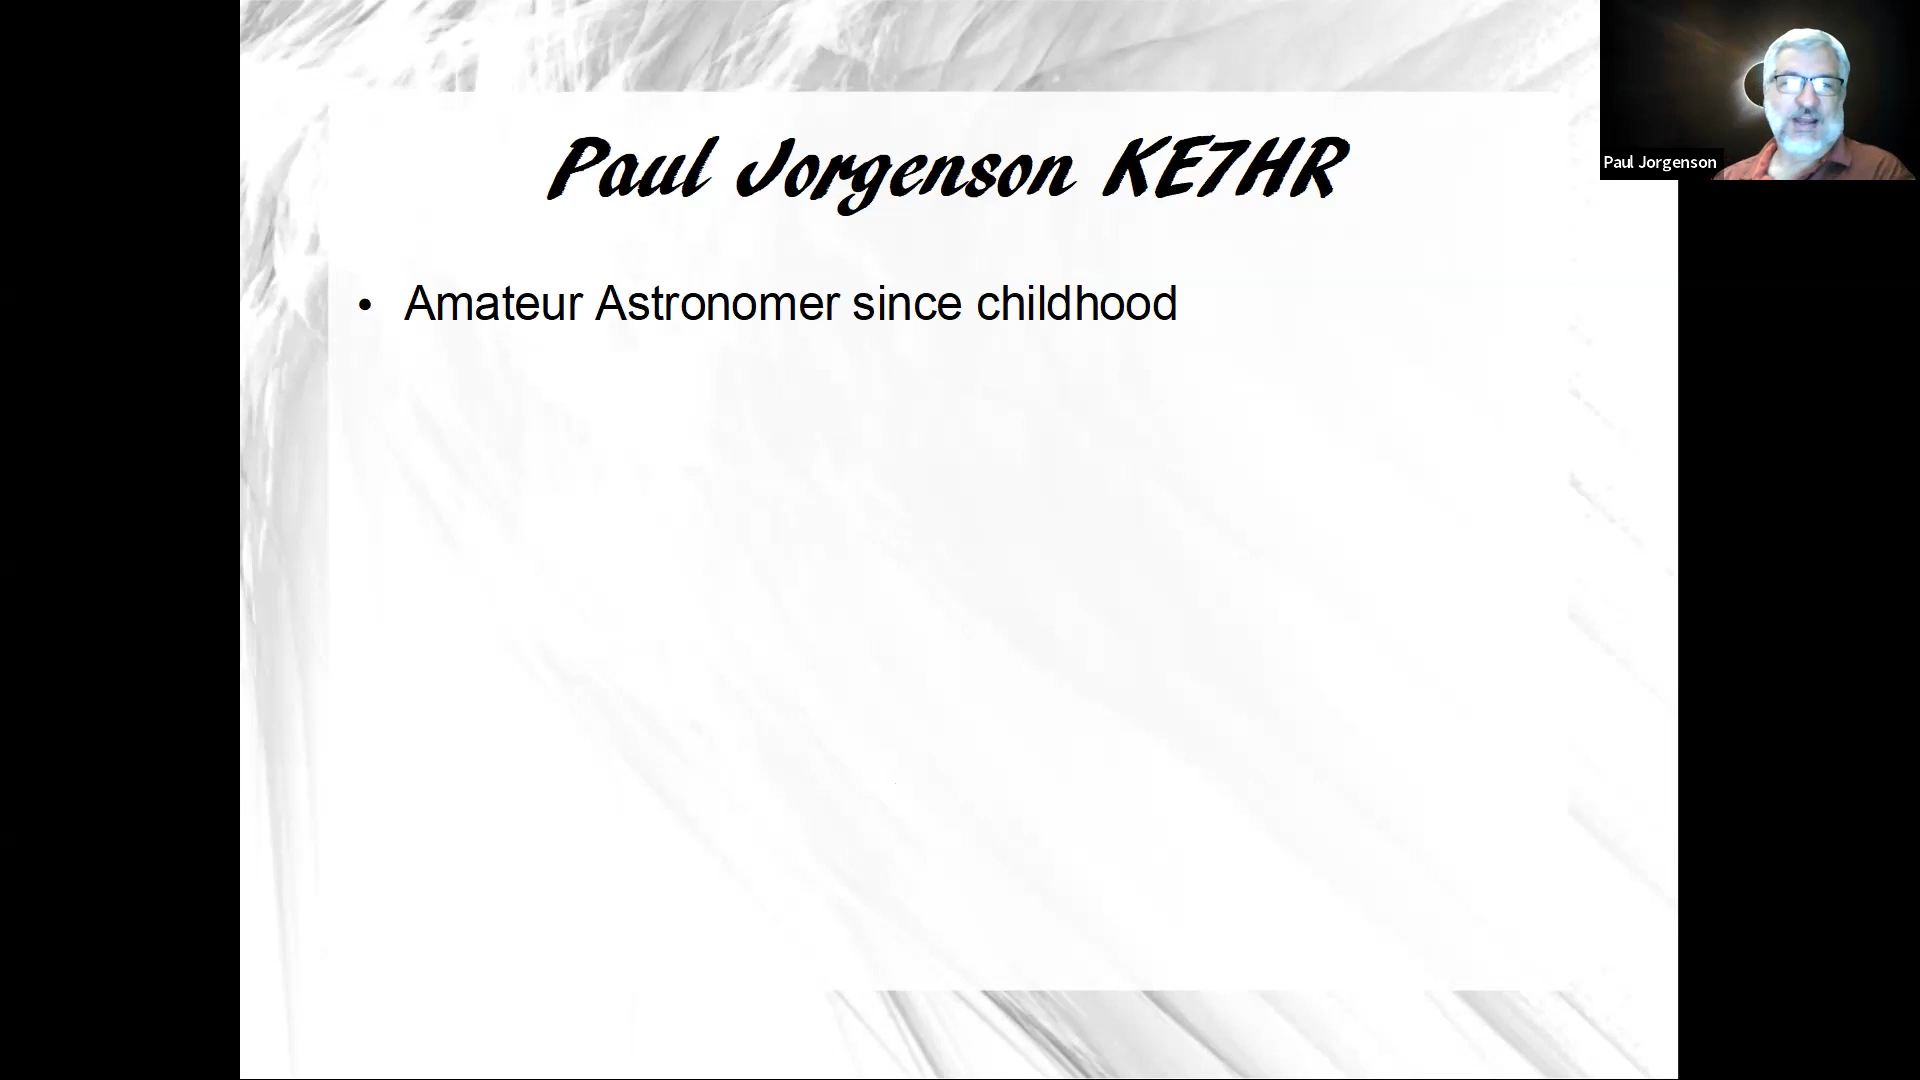 Paul Jorgenson KE7HR
• Amateur Astronomer since childhood
Paul Jorgenson